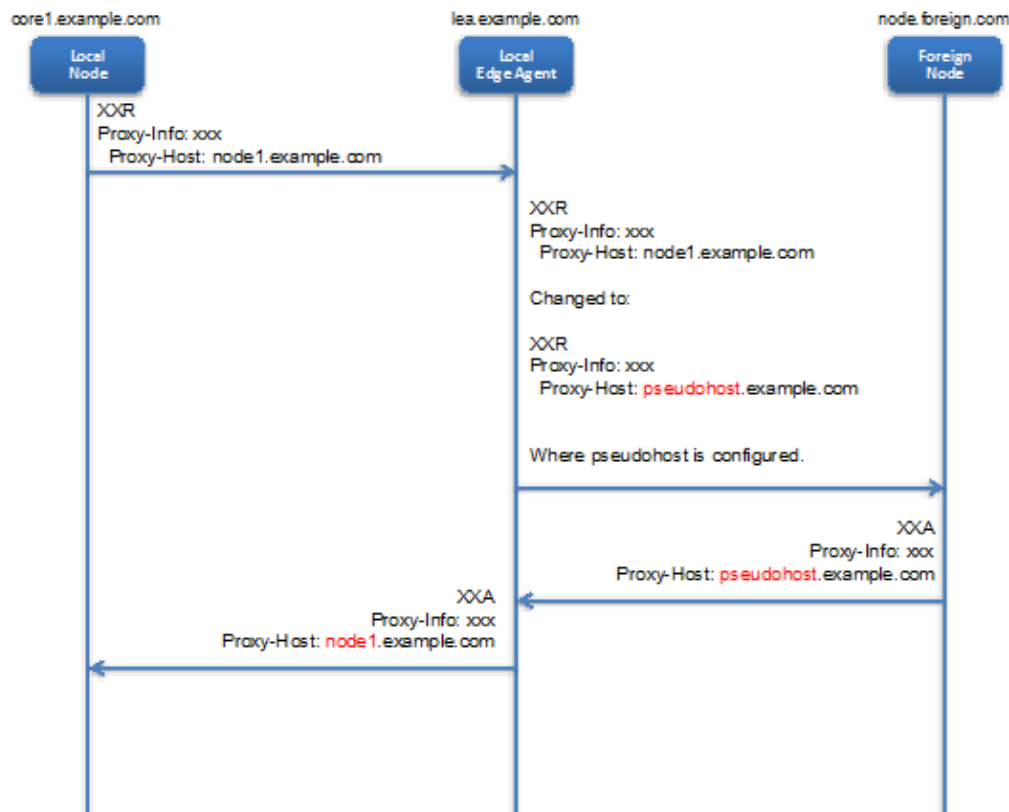 core1.example.com
lea.example.com
node.foreign.com
Local
Node
Local
Edge Agent
Foreign
Node
XXR
Proxy-Info: xxx
Proxy-Host: node1.example.com
XXR
Proxy-Info: xxx
Proxy-Host: node1.example.com
Changed to:
XXR
Proxy-Info: xxx
Proxy-Host: pseudohost.example.com
Where pseudohost is configured.
XXA
Proxy-Info: xxx
Proxy-Host: pseudohost.example.com
XXA
Proxy-Info: xxx
Proxy-Host: node1.example.com